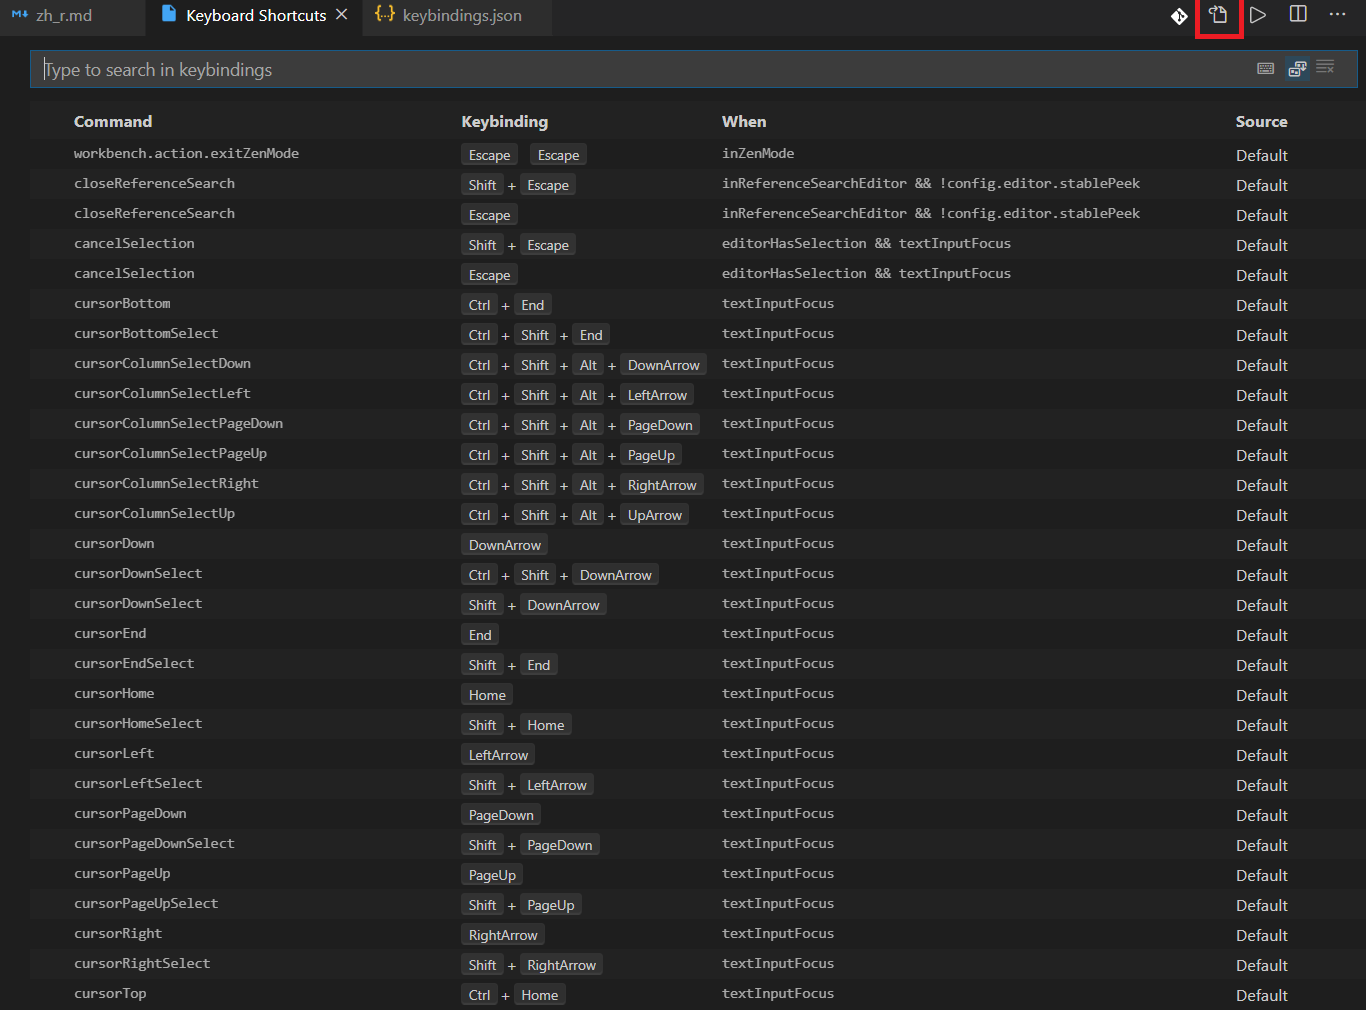 zh_r.md Keyboard Shortcuts keybindings.json
Type to search in keybindings
Command Keybinding When Source
workbench.action.exitZenMode Escape Escape inZenMode Default
closeReferenceSearch Shift + Escape inReferenceSearchEditor && !config.editor.stablePeek Default
closeReferenceSearch Escape inReferenceSearchEditor && !config.editor.stablePeek Default
cancelSelection Shift + Escape editorHasSelection && textInputFocus Default
cancelSelection Escape editorHasSelection && textInputFocus Default
cursorBottom Ctrl + End textInputFocus Default
cursorBottomSelect Ctrl + Shift + End textInputFocus Default
cursorColumnSelectDown Ctrl + Shift + Alt + DownArrow textInputFocus Default
cursorColumnSelectLeft Ctrl + Shift + Alt + LeftArrow textInputFocus Default
cursorColumnSelectPageDown Ctrl + Shift + Alt + PageDown textInputFocus Default
cursorColumnSelectPageUp Ctrl + Shift + Alt + PageUp textInputFocus Default
cursorColumnSelectRight Ctrl + Shift + Alt + RightArrow textInputFocus Default
cursorColumnSelectUp Ctrl + Shift + Alt + UpArrow textInputFocus Default
cursorDown DownArrow textInputFocus Default
cursorDownSelect Ctrl + Shift + DownArrow textInputFocus Default
cursorDownSelect Shift + DownArrow textInputFocus Default
cursorEnd End textInputFocus Default
cursorEndSelect Shift + End textInputFocus Default
cursorHome Home textInputFocus Default
cursorHomeSelect Shift + Home textInputFocus Default
cursorLeft LeftArrow textInputFocus Default
cursorLeftSelect Shift + LeftArrow textInputFocus Default
cursorPageDown PageDown textInputFocus Default
cursorPageDownSelect Shift + PageDown textInputFocus Default
cursorPageUp PageUp textInputFocus Default
cursorPageUpSelect Shift + PageUp textInputFocus Default
cursorRight RightArrow textInputFocus Default
cursorRightSelect Shift + RightArrow textInputFocus Default
cursorTop Ctrl + Home textInputFocus Default